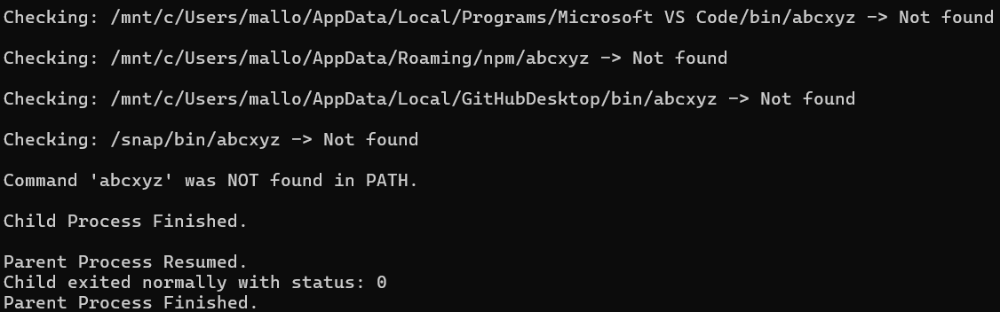 Checking: /mnt/c/Users/mallo/AppData/Local/Programs/Microsoft VS Code/bin/abcxyz -> Not found
Checking: /mnt/c/Users/mallo/AppData/Roaming/npm/abcxyz -> Not found
Checking: /mnt/c/Users/mallo/AppData/Local/GitHubDesktop/bin/abcxyz -> Not found
Checking: /snap/bin/abcxyz -> Not found
Command 'abcxyz' was NOT found in PATH.
Child Process Finished.
Parent Process Resumed.
Child exited normally with status: 0
Parent Process Finished.